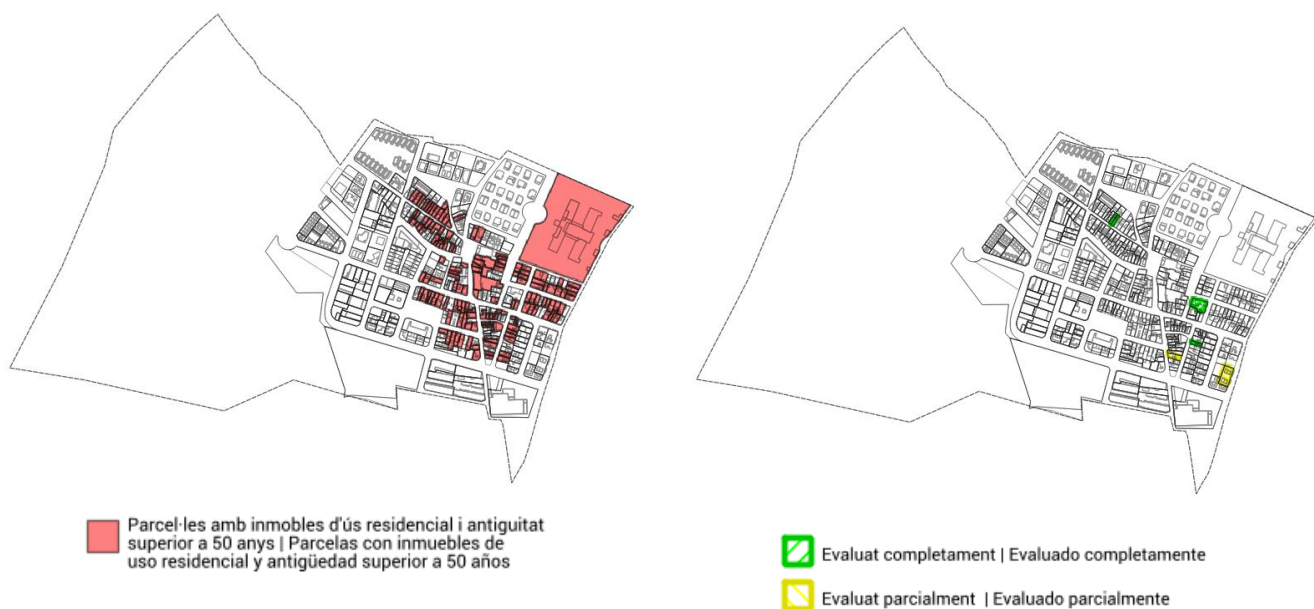 Parcel·les amb inmobles d'ús residencial i antiguitat
superior a 50 anys | Parcelas con inmuebles de
uso residencial y antigüedad superior a 50 años
Evaluat completament | Evaluado completamente
Evaluat parcialment | Evaluado parcialmente